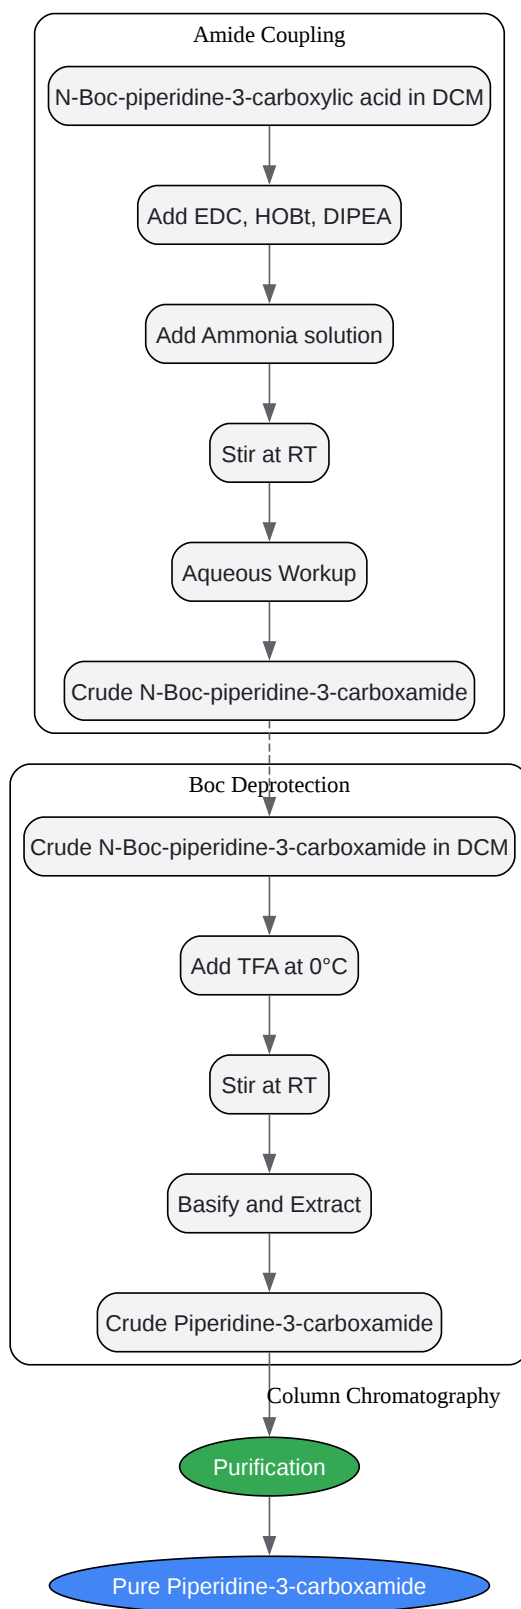 Amide Coupling
N-Boc-piperidine-3-carboxylic acid in DCM
Add EDC, HOBt, DIPEA
Add Ammonia solution
Stir at RT
Aqueous Workup
Crude N-Boc-piperidine-3-carboxamide
Boc Deprotection
Crude N-Boc-piperidine-3-carboxamide in DCM
Add TFA at 0°C
Stir at RT
Basify and Extract
Crude Piperidine-3-carboxamide
Column Chromatography
Purification
Pure Piperidine-3-carboxamide